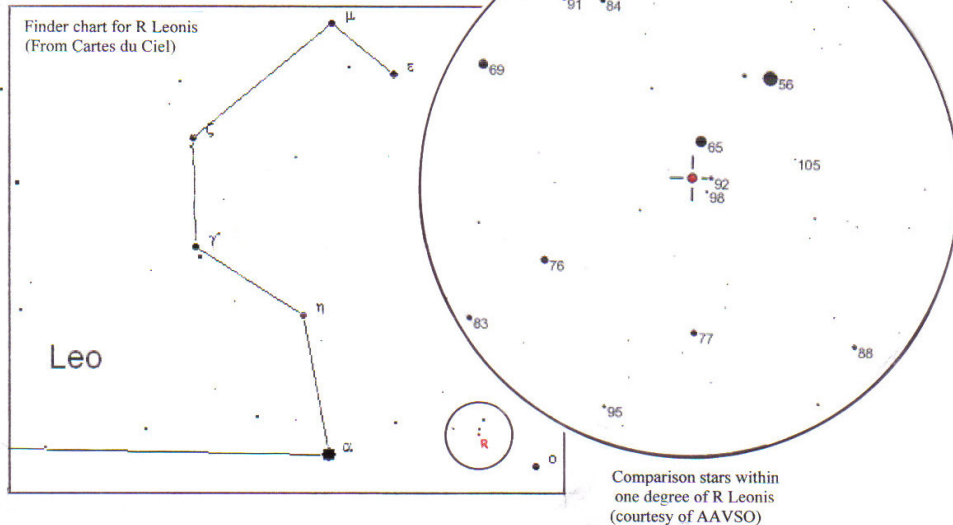 Finder chart for R Leonis
(From Cartes du Ciel)
μ
ε
ζ
γ
η
Leo
α
R
ο
91
84
69
56
65
105
92
98
76
83
77
88
95
Comparison stars within
one degree of R Leonis
(courtesy of AAVSO)